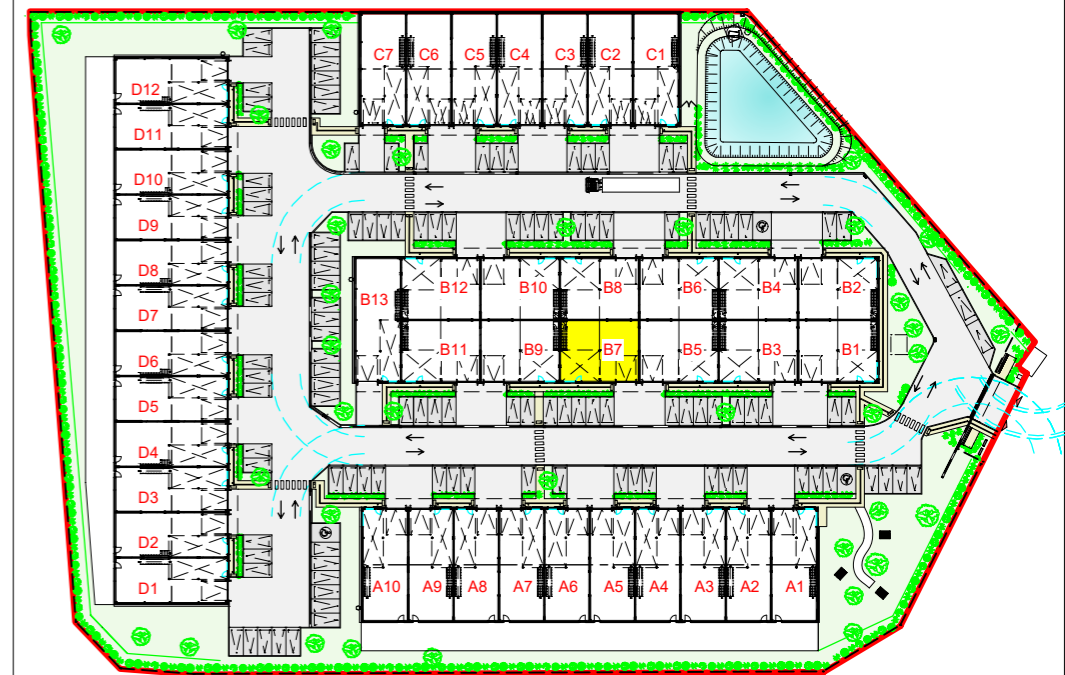 C7 C6 C5 C4 C3 C2 C1
D12
D11
D10
D9
D8
D7
D6
D5
D4
D3
D2
D1
B13 B12 B10 B8 B6 B4 B2
B11 B9 B7 B5 B3 B1
A10 A9 A8 A7 A6 A5 A4 A3 A2 A1